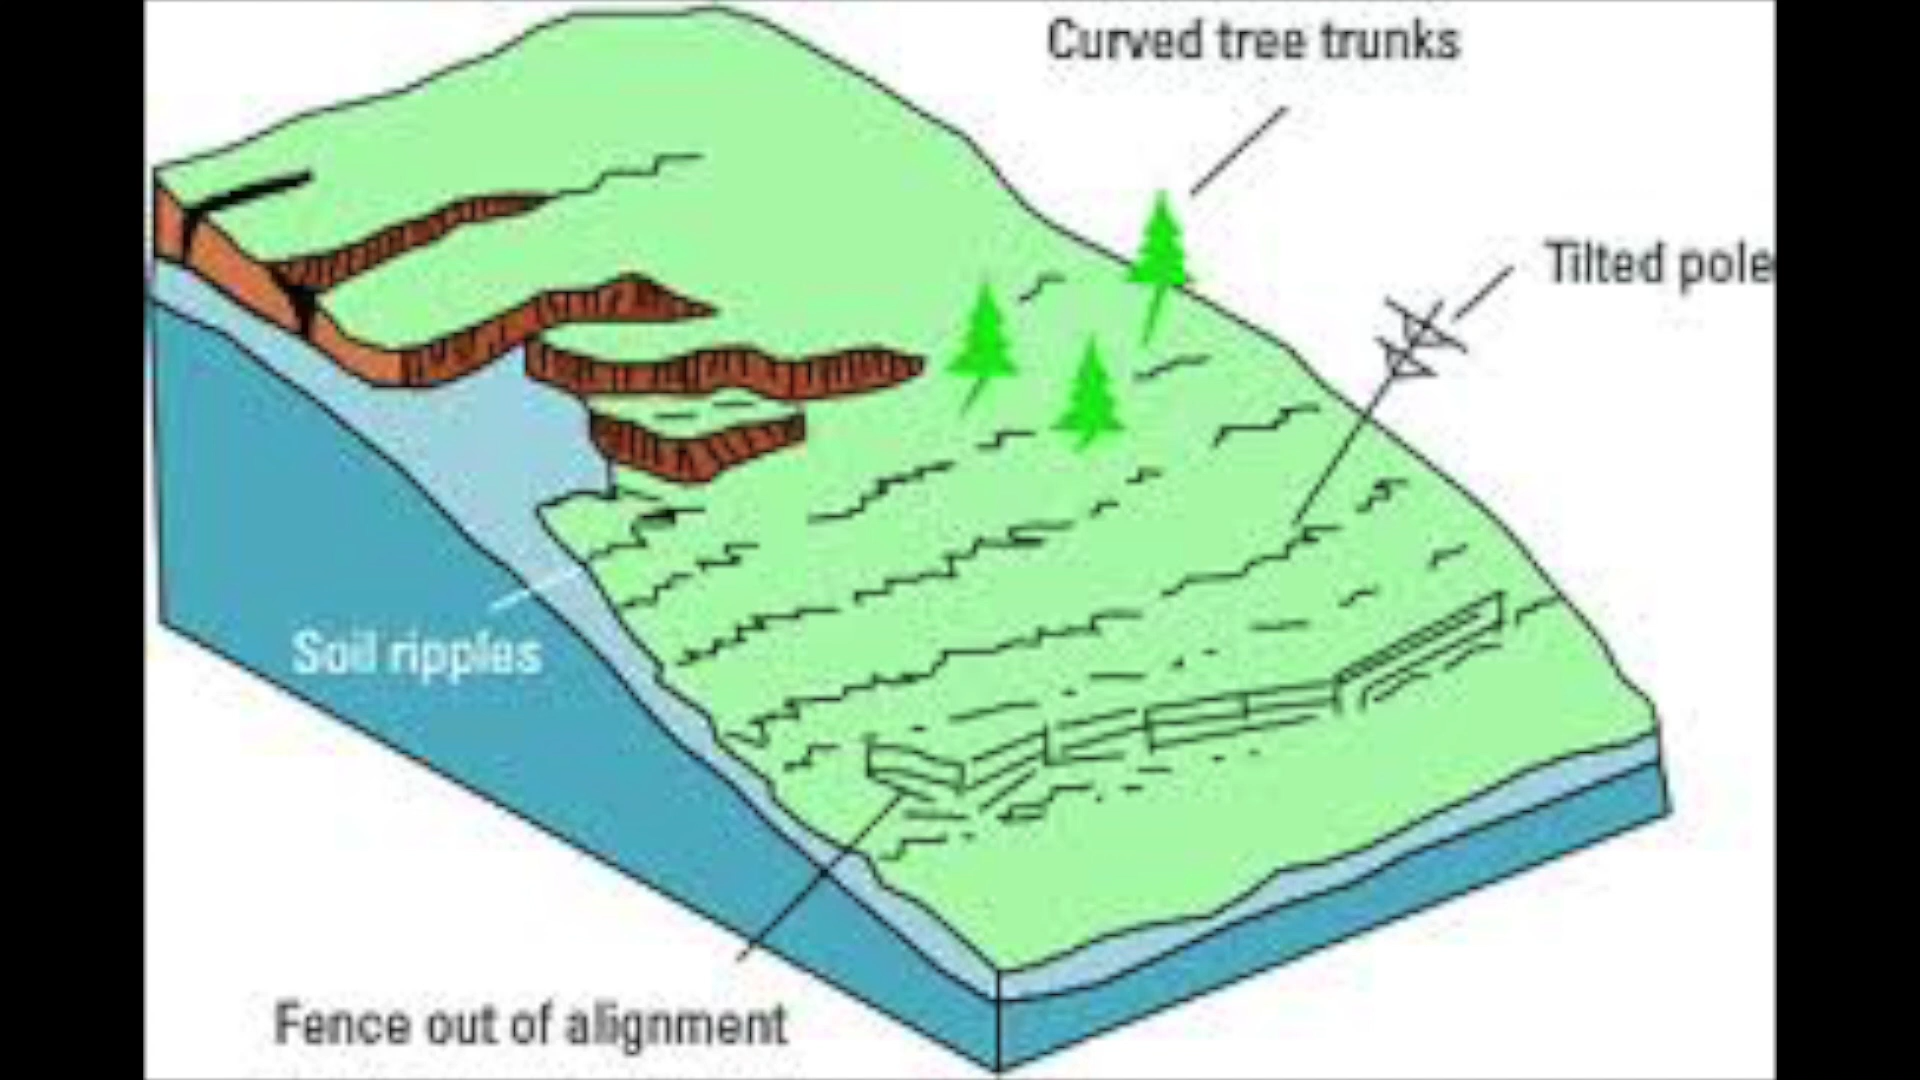 Curved tree trunks
Tilted pole
Soil ripples
Fence out of alignment